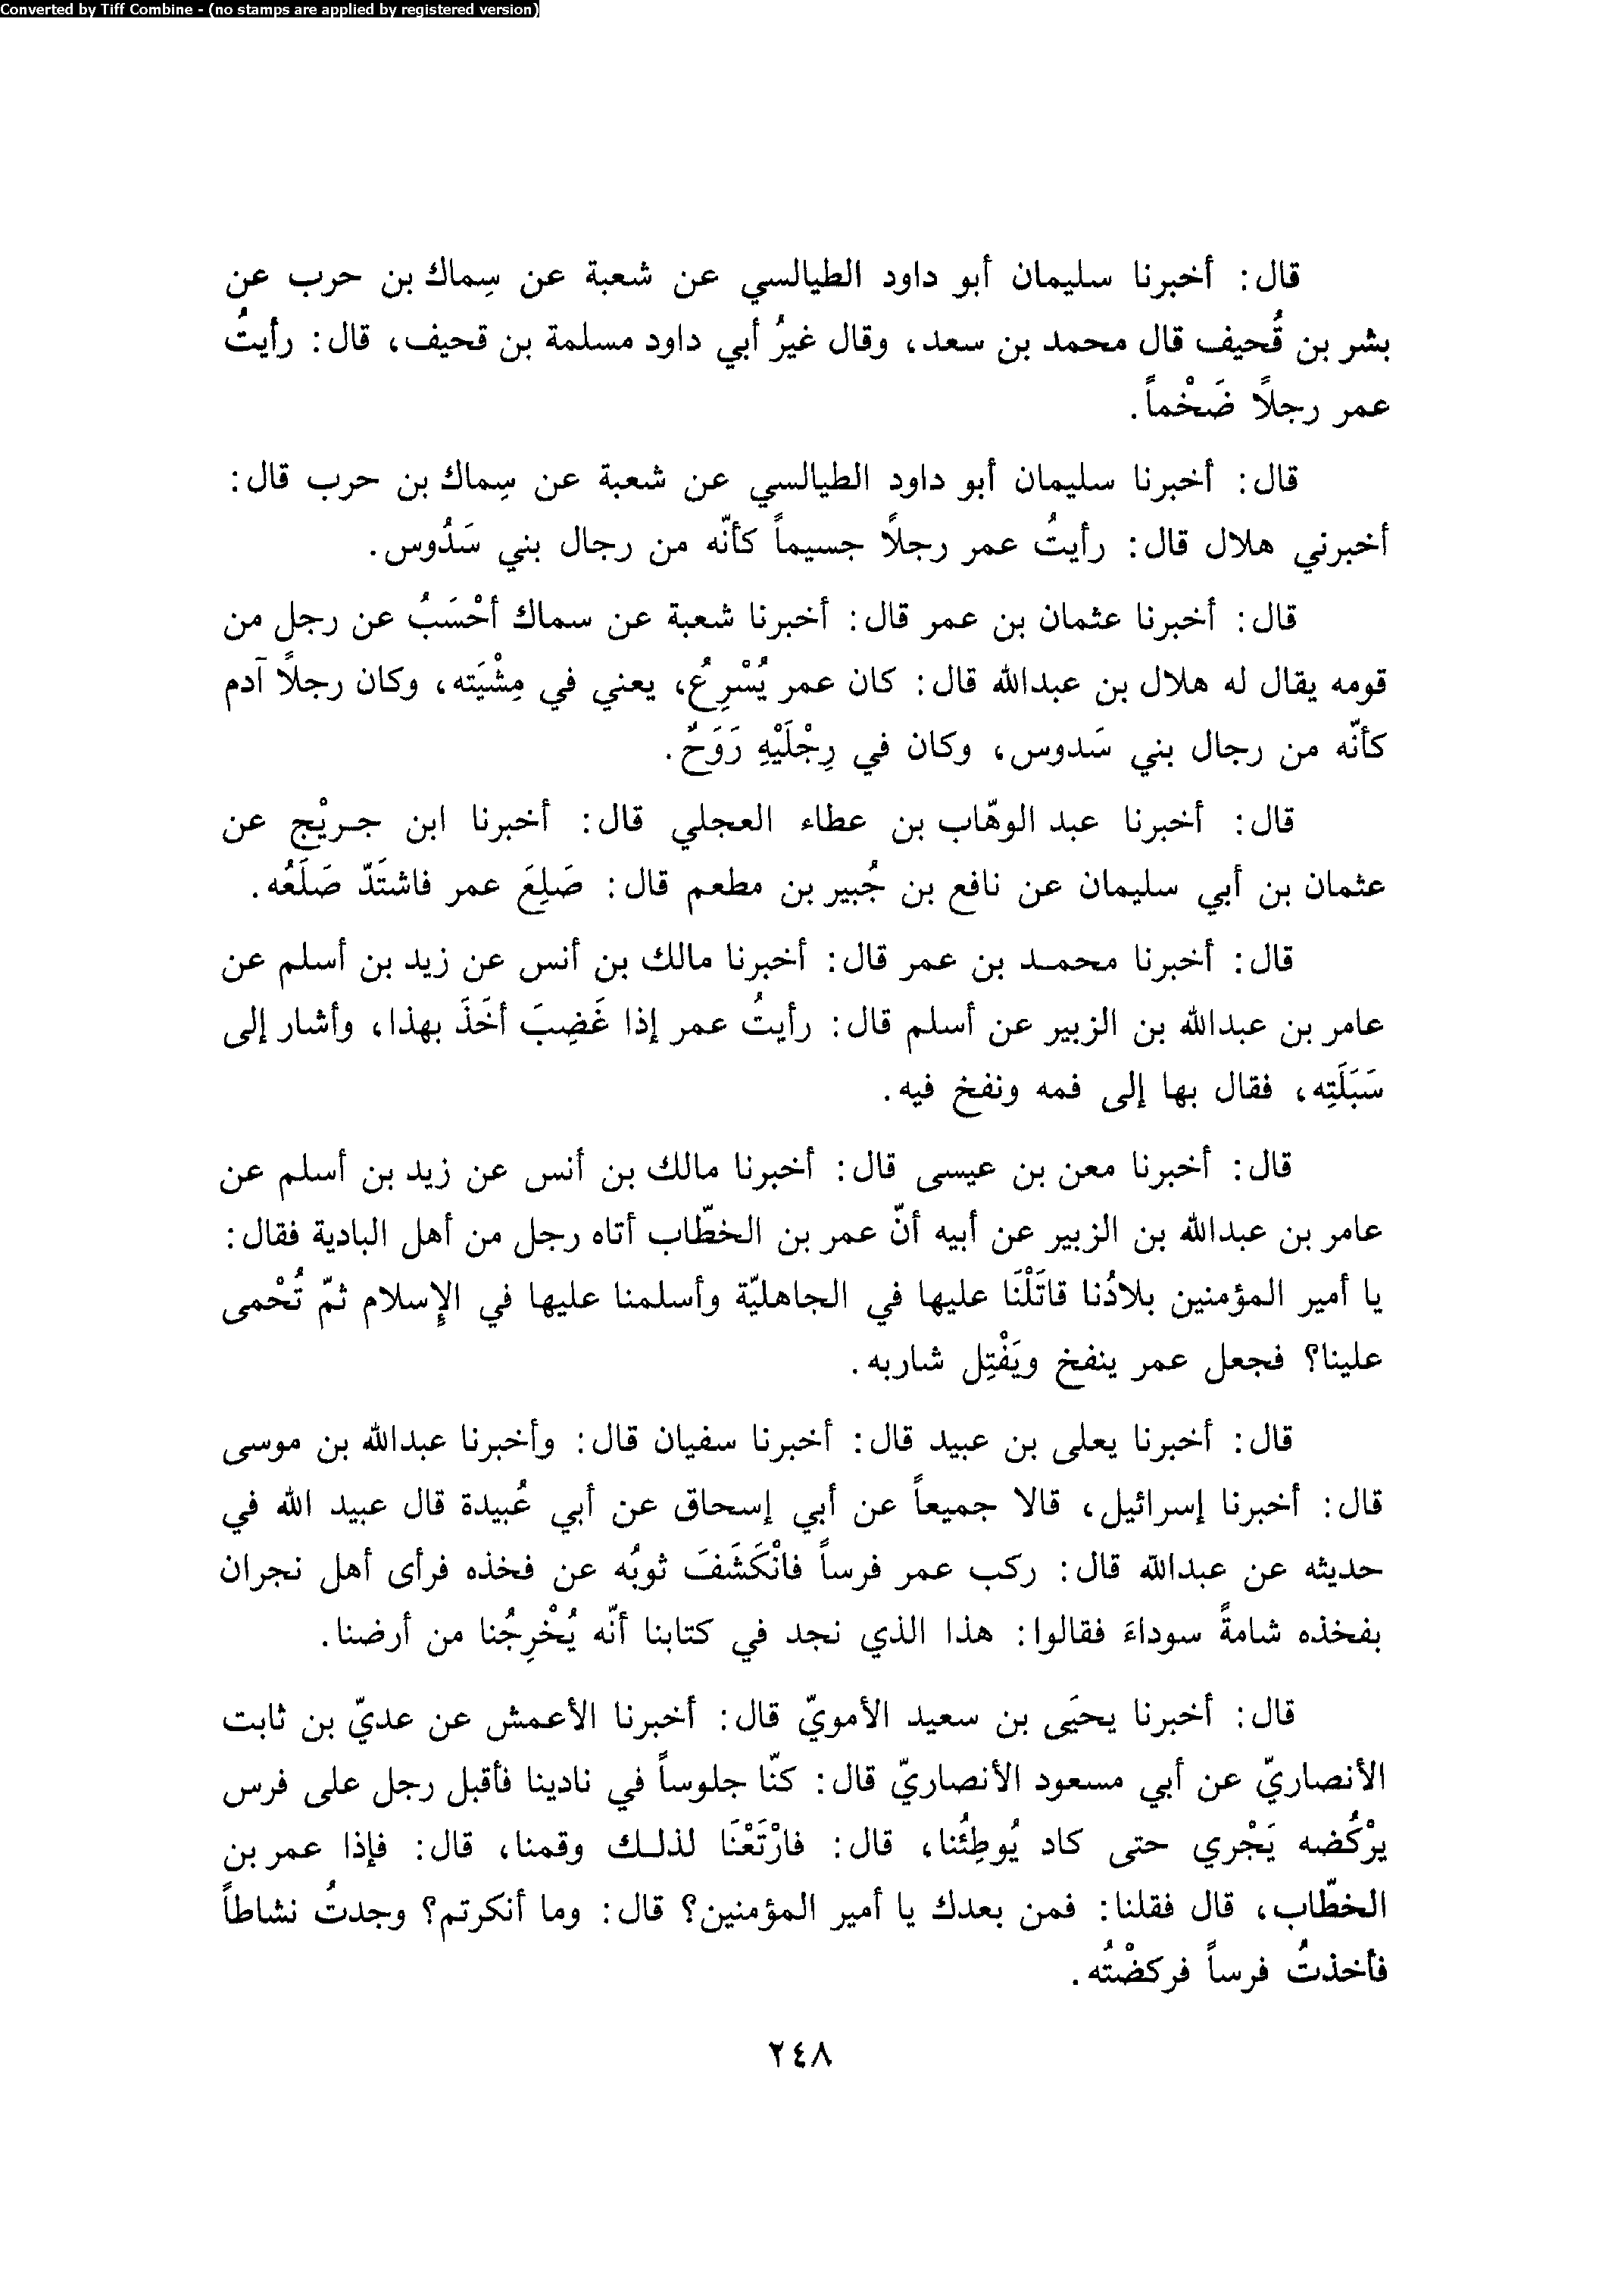 Converted by Tiff Combine - (no stamps are applied by registered version)
قال: أخبرنا سليمان أبو داود الطيالسي عن شعبة عن سِماك بن حرب عن
بشر بن قُحيف قال محمد بن سعد، وقال غيرُ أبي داود مسلمة بن قحيف، قال: رأيتُ
عمر رجلًا ضَخْماً.
قال: أخبرنا سليمان أبو داود الطيالسي عن شعبة عن سِماك بن حرب قال:
أخبرني هلال قال: رأيتُ عمر رجلًا جسيماً كأنّه من رجال بني سَدُوس.
قال: أخبرنا عثمان بن عمر قال: أخبرنا شعبة عن سماك أحْسَبُ عن رجل من
قومه يقال له هلال بن عبدالله قال: كان عمر يُسْرِعُ، يعني في مِشْيَته، وكان رجلًا آدم
كأنّه من رجال بني سَدوس، وكان في رِجْلَيْهِ رَوَحٌ.
قال: أخبرنا عبد الوهّاب بن عطاء العجلي قال: أخبرنا ابن جريْج عن
عثمان بن أبي سليمان عن نافع بن جُبير بن مطعم قال: صَلِعَ عمر فاشتَدّ صَلَعُه.
قال: أخبرنا محمد بن عمر قال: أخبرنا مالك بن أنس عن زيد بن أسلم عن
عامر بن عبدالله بن الزبير عن أسلم قال: رأيتُ عمر إذا غَضِبَ أخَذَ بهذا، وأشار إلى
سَبَلَتِه، فقال بها إلى فمه ونفخ فيه.
قال: أخبرنا معن بن عيسى قال: أخبرنا مالك بن أنس عن زيد بن أسلم عن
عامر بن عبدالله بن الزبير عن أبيه أنّ عمر بن الخطّاب أتاه رجل من أهل البادية فقال:
يا أمير المؤمنين بلادُنا قاتَلْنَا عليها في الجاهليّة وأسلمنا عليها في الإسلام ثمّ تُحْمى
علينا؟ فجعل عمر ينفخ ويَفْتِل شاربه.
قال: أخبرنا يعلى بن عبيد قال: أخبرنا سفيان قال: وأخبرنا عبدالله بن موسى
قال: أخبرنا إسرائيل، قالا جميعاً عن أبي إسحاق عن أبي عُبيدة قال عبيد الله في
حديثه عن عبدالله قال: ركب عمر فرساً فانْكَشَفَ ثوبُه عن فخذه فرأى أهل نجران
بفخذه شامةً سوداءَ فقالوا: هذا الذي نجد في كتابنا أنّه يُخْرِجُنا من أرضنا.
قال: أخبرنا يحيَى بن سعيد الأمويّ قال: أخبرنا الأعمش عن عديّ بن ثابت
الأنصاريّ عن أبي مسعود الأنصاريّ قال: كنّا جلوساً في نادينا فأقبل رجل على فرس
يرْكُضه يَجْري حتى كاد يُوطِئُنا، قال: فارْتَعْنَا لذلك وقمنا، قال: فإذا عمر بن
الخطّاب، قال فقلنا: فمن بعدك يا أمير المؤمنين؟ قال: وما أنكرتم؟ وجدتُ نشاطاً
فأخذتُ فرساً فركضْتُه.
٢٤٨